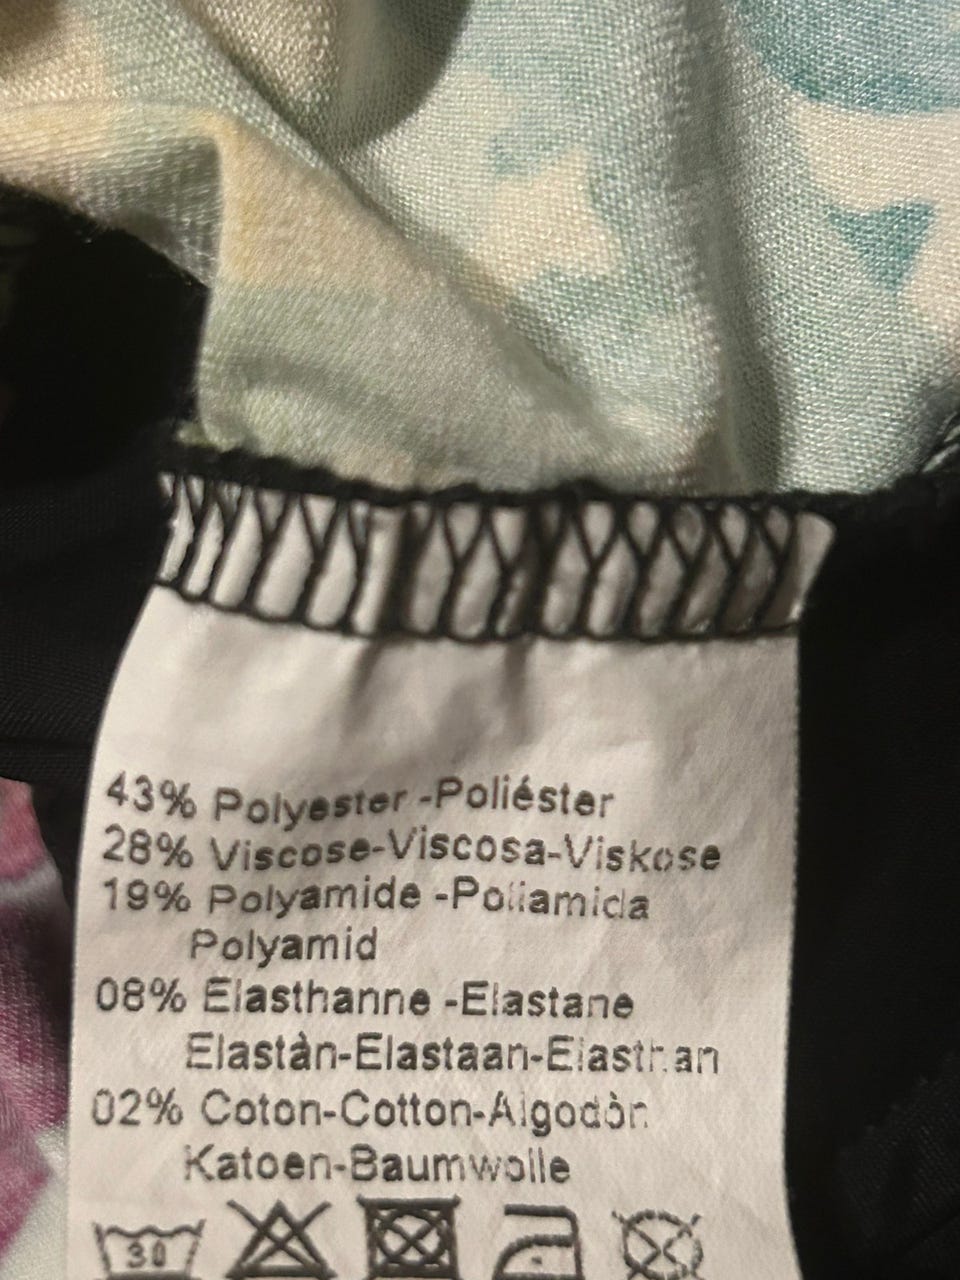 43% Polyester -Poliéster
28% Viscose-Viscosa-Viskose
19% Polyamide -Poliamida
Polyamid
08% Elasthanne -Elastane
Elastàn-Elastaan-Elasthan
02% Coton-Cotton-Algodòn
Katoen-Baumwolle
30